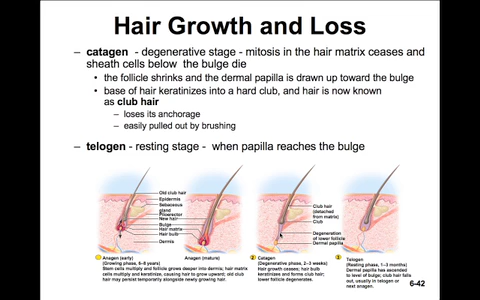 Hair Growth and Loss
– catagen - degenerative stage - mitosis in the hair matrix ceases and
sheath cells below the bulge die
• the follicle shrinks and the dermal papilla is drawn up toward the bulge
• base of hair keratinizes into a hard club, and hair is now known
as club hair
– loses its anchorage
– easily pulled out by brushing
– telogen - resting stage - when papilla reaches the bulge
Old club hair
Epidermis
Sebaceous
gland
Piloerector
New hair
Bulge
Hair matrix
Hair bulb
Dermis
Club hair
(detached
from matrix)
Club
Degeneration
of lower follicle
Dermal papilla
1 Anagen (early)
(Growing phase, 6–8 years)
Stem cells multiply and follicle grows deeper into dermis; hair matrix
cells multiply and keratinize, causing hair to grow upward; old club
hair may persist temporarily alongside newly growing hair.
Anagen (mature)
2 Catagen
(Degenerative phase, 2–3 weeks)
Hair growth ceases; hair bulb
keratinizes and forms club hair;
lower follicle degenerates.
3 Telogen
(Resting phase, 1–3 months)
Dermal papilla has ascended
to level of bulge; club hair falls
out, usually in telogen or
next anagen.
6-42